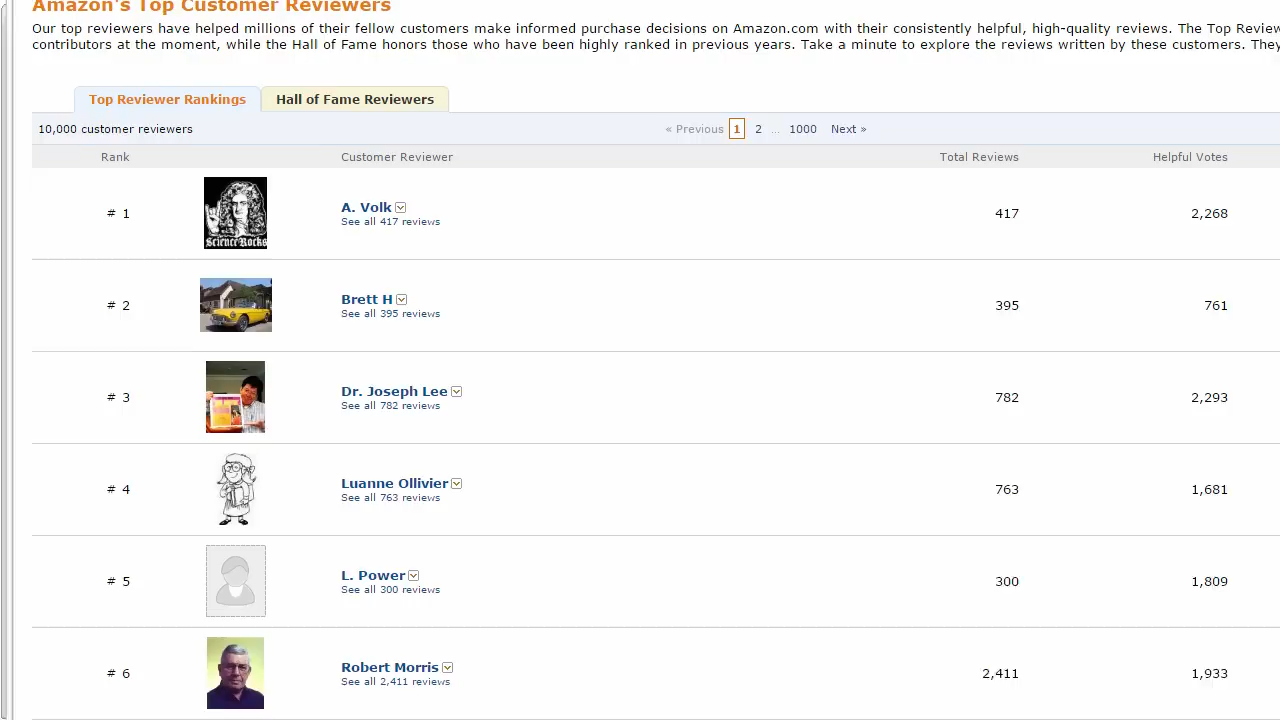 Amazon's Top Customer Reviewers
Our top reviewers have helped millions of their fellow customers make informed purchase decisions on Amazon.com with their consistently helpful, high-quality reviews. The Top Review
contributors at the moment, while the Hall of Fame honors those who have been highly ranked in previous years. Take a minute to explore the reviews written by these customers. They
Top Reviewer Rankings Hall of Fame Reviewers
10,000 customer reviewers « Previous 1 2 ... 1000 Next »
Rank Customer Reviewer Total Reviews Helpful Votes
# 1 ScienceRocks A. Volk 417 2,268
See all 417 reviews
# 2 Brett H 395 761
See all 395 reviews
# 3 Dr. Joseph Lee 782 2,293
See all 782 reviews
# 4 Luanne Ollivier 763 1,681
See all 763 reviews
# 5 L. Power 300 1,809
See all 300 reviews
# 6 Robert Morris 2,411 1,933
See all 2,411 reviews